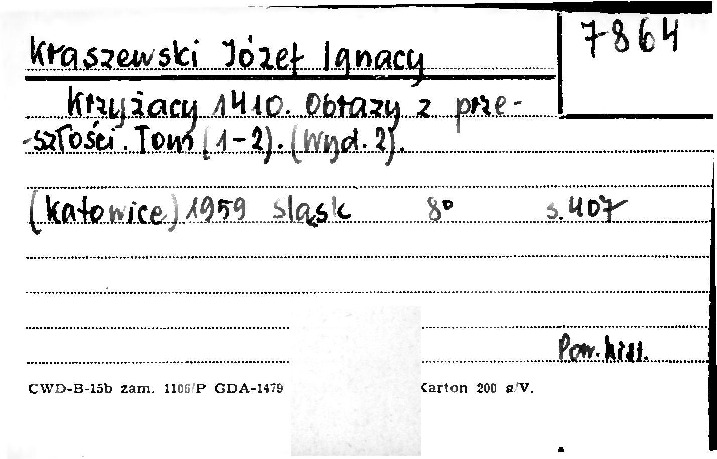 7864
Kraszewski Józef Ignacy
Krzyżacy 1410. Obrazy z prze-
-szłości. Tom (1-2). (Wyd. 2).
(Katowice) 1959 Śląsk 8° s. 407
Pow. hist.
CWD-B-15b zam. 1106/P GDA-1479 Karton 200 g/V.